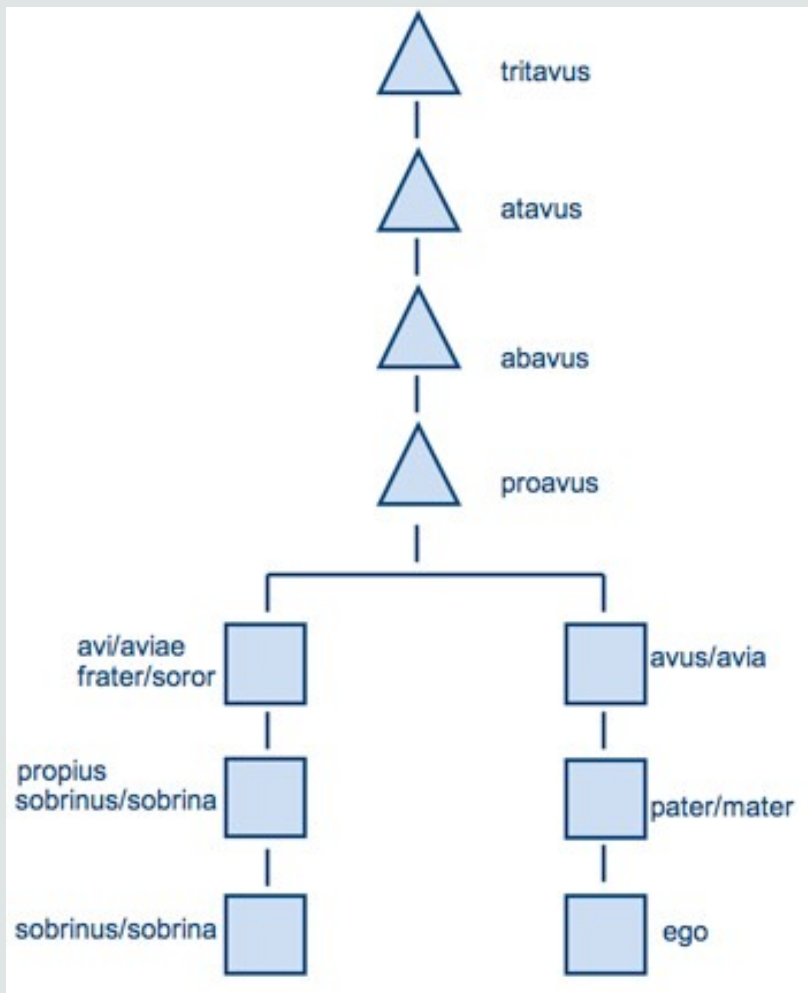 tritavus
atavus
abavus
proavus
avi/aviae
frater/soror
avus/avia
propius
sobrinus/sobrina
pater/mater
sobrinus/sobrina
ego